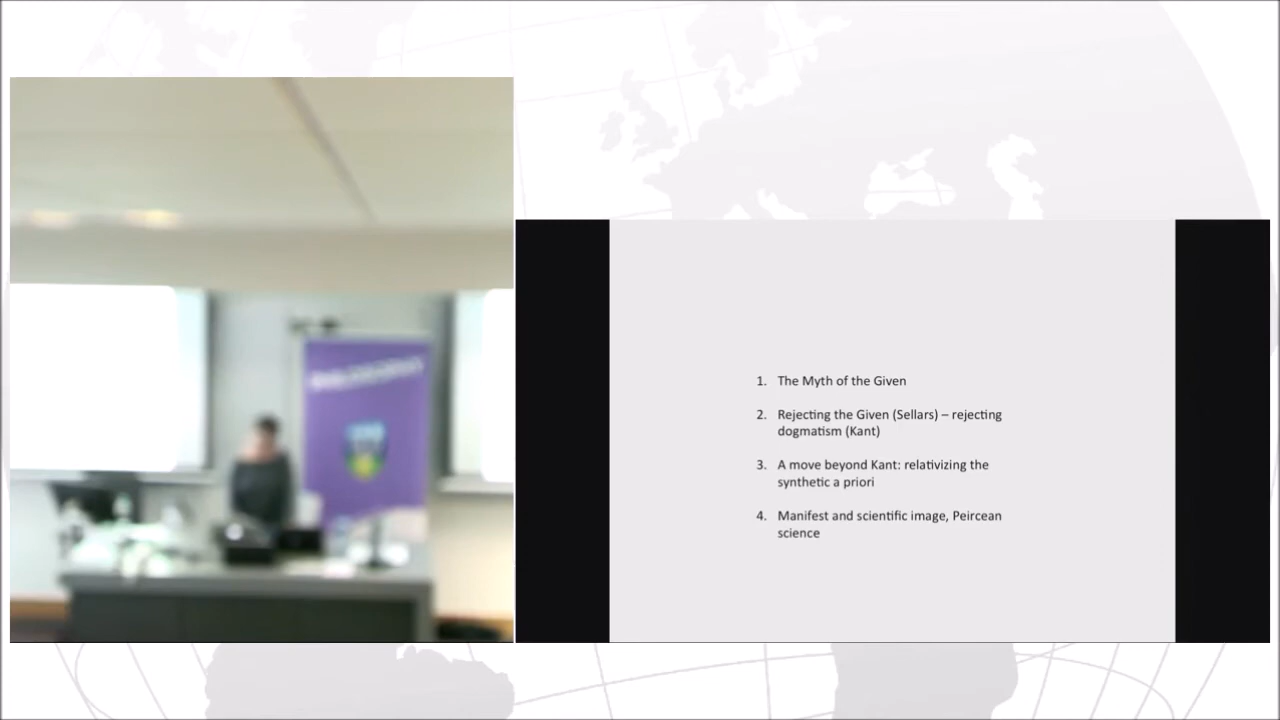 1. The Myth of the Given
2. Rejecting the Given (Sellars) – rejecting
dogmatism (Kant)
3. A move beyond Kant: relativizing the
synthetic a priori
4. Manifest and scientific image, Peircean
science